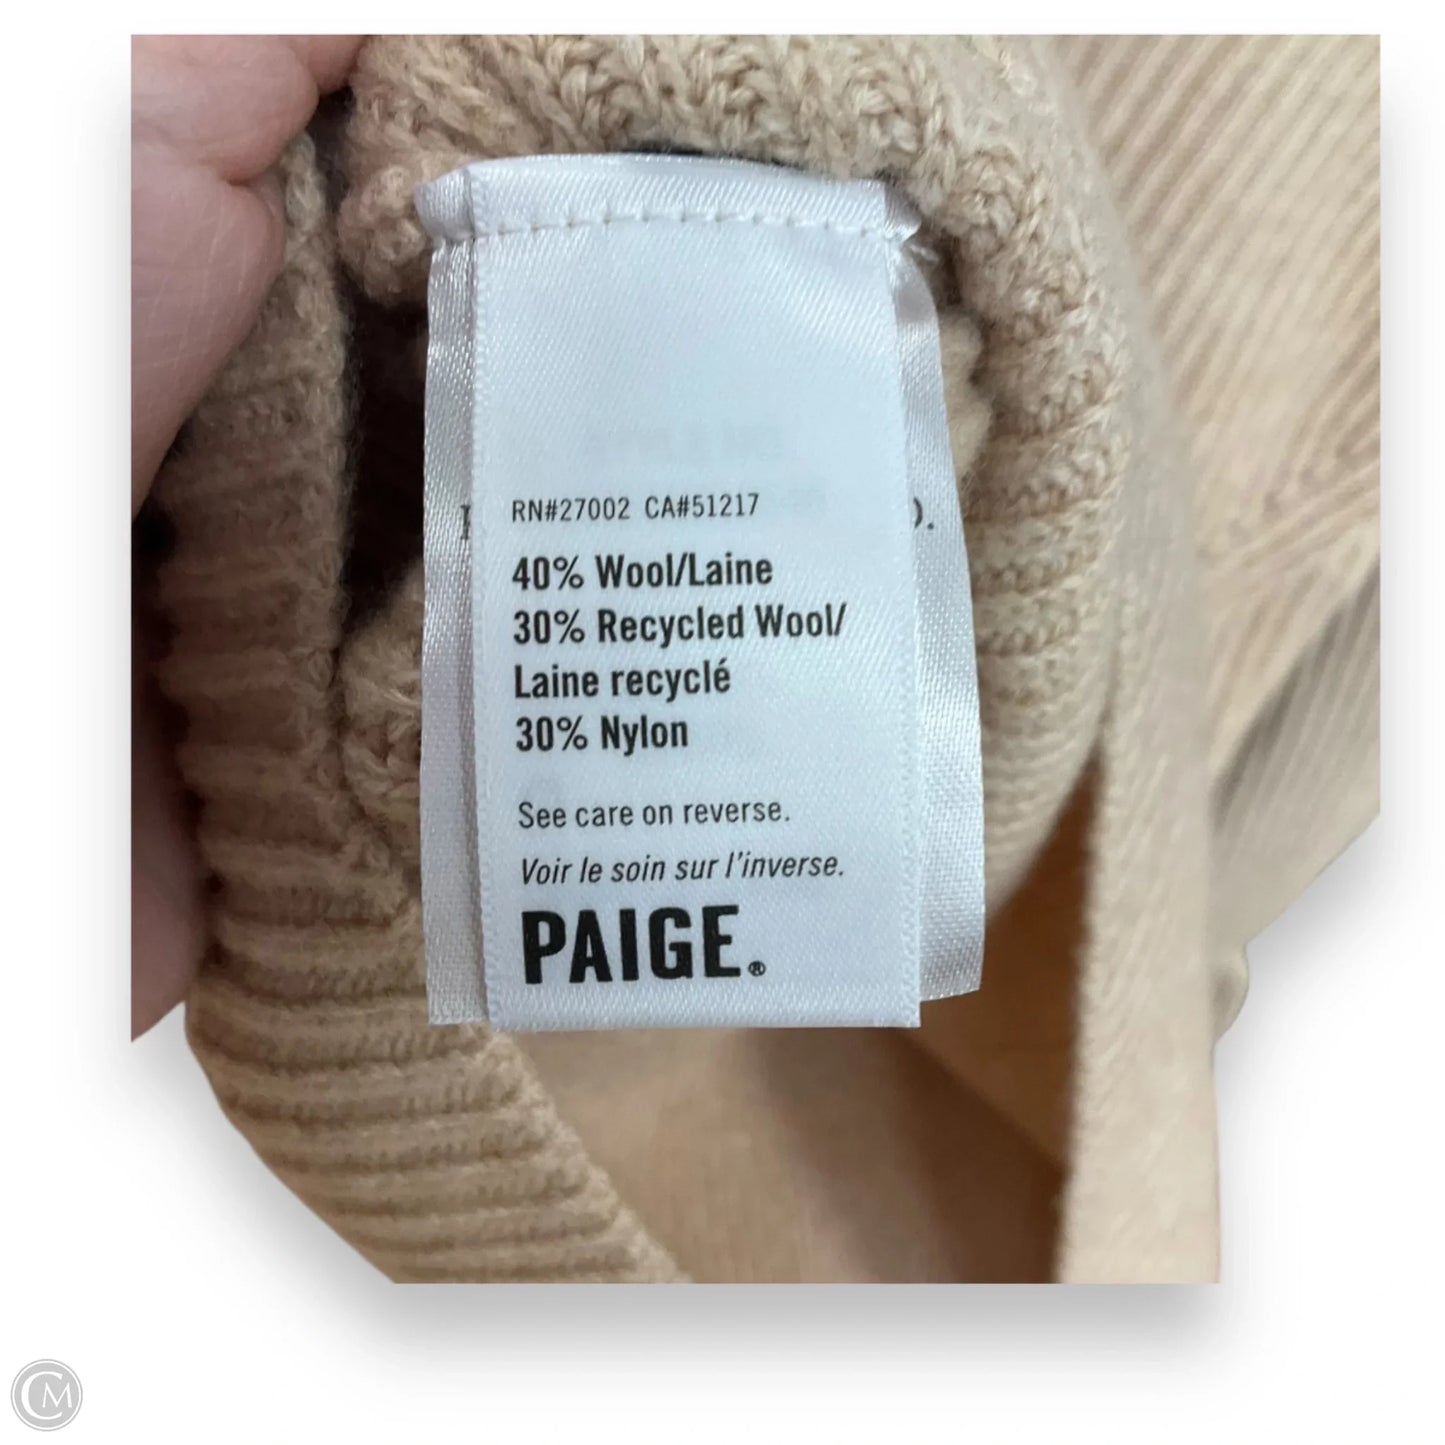 RN#27002 CA#51217
40% Wool/Laine
30% Recycled Wool/
Laine recyclé
30% Nylon
See care on reverse.
Voir le soin sur l'inverse.
PAIGE®
CM